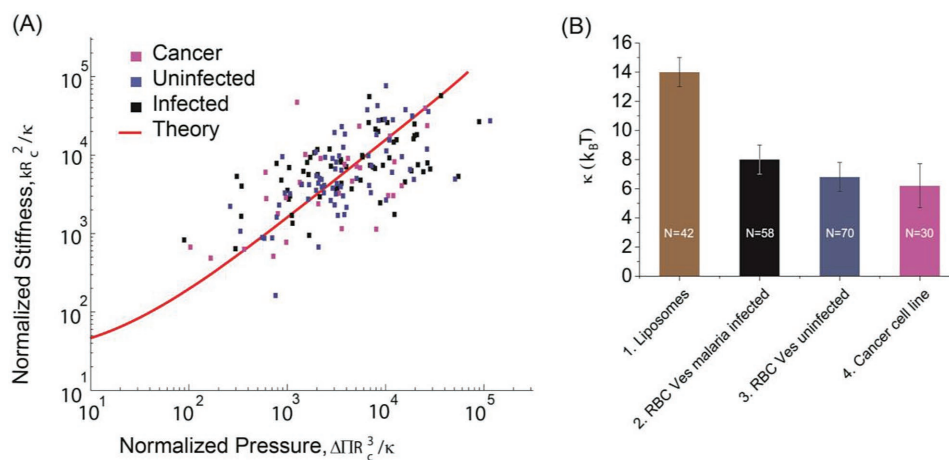 (A)
Cancer
Uninfected
Infected
Theory
Normalized Stiffness, kR_c^2/κ
10^5
10^4
10^3
10^2
10^1
10^1 10^2 10^3 10^4 10^5
Normalized Pressure, ΔΠR_c^3/κ
(B)
κ (k_BT)
16
14
12
10
8
6
4
2
0
N=42 N=58 N=70 N=30
1. Liposomes
2. RBC Ves malaria infected
3. RBC Ves uninfected
4. Cancer cell line